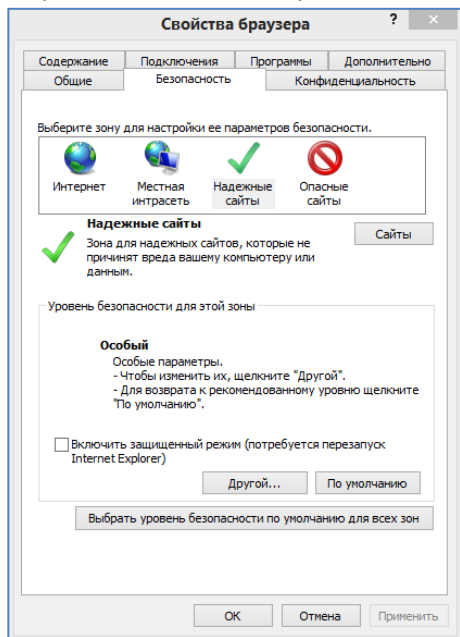 Свойства браузера ?
Содержание Подключения Программы Дополнительно
Общие Безопасность Конфиденциальность
Выберите зону для настройки ее параметров безопасности.
Интернет Местная интрасеть Надежные сайты Опасные сайты
Надежные сайты
Сайты
Зона для надежных сайтов, которые не
причинят вреда вашему компьютеру или
данным.
Уровень безопасности для этой зоны
Особый
Особые параметры.
- Чтобы изменить их, щелкните "Другой".
- Для возврата к рекомендованному уровню щелкните
"По умолчанию".
Включить защищенный режим (потребуется перезапуск
Internet Explorer)
Другой... По умолчанию
Выбрать уровень безопасности по умолчанию для всех зон
ОК Отмена Применить